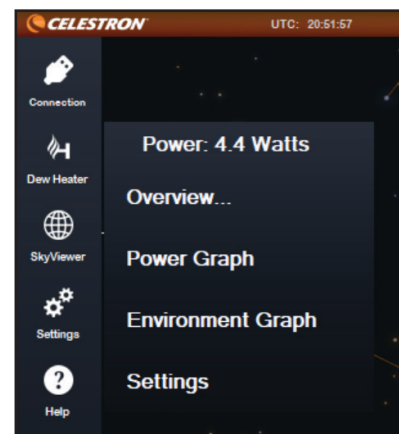 CELESTRON
UTC: 20:51:57
Connection
Dew Heater
SkyViewer
Settings
Help
Power: 4.4 Watts
Overview...
Power Graph
Environment Graph
Settings